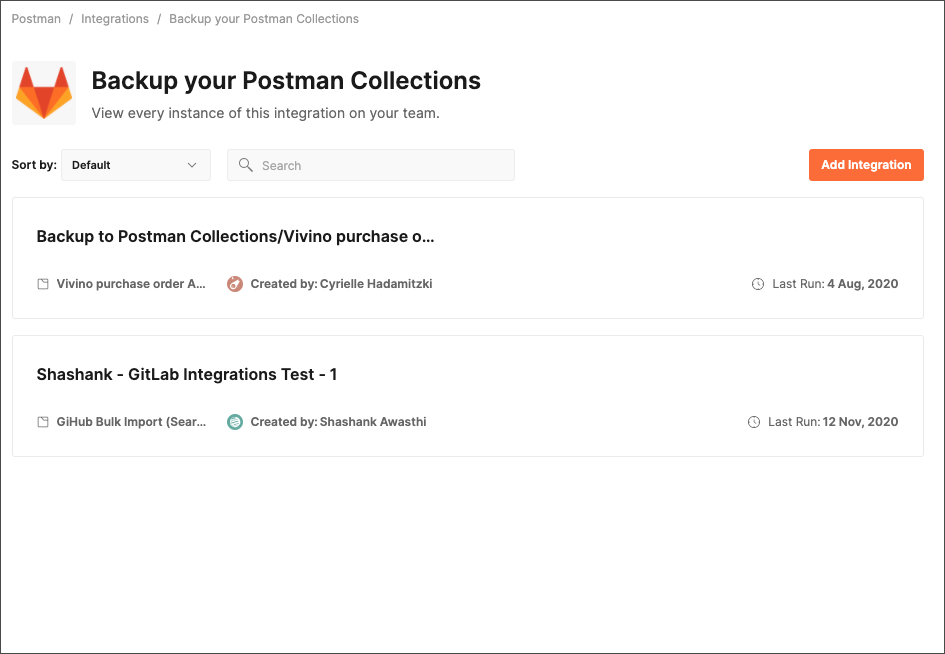 Postman / Integrations / Backup your Postman Collections
Backup your Postman Collections
View every instance of this integration on your team.
Sort by: Default Search Add Integration
Backup to Postman Collections/Vivino purchase o...
Vivino purchase order A... Created by: Cyrielle Hadamitzki Last Run: 4 Aug, 2020
Shashank - GitLab Integrations Test - 1
GiHub Bulk Import (Sear... Created by: Shashank Awasthi Last Run: 12 Nov, 2020